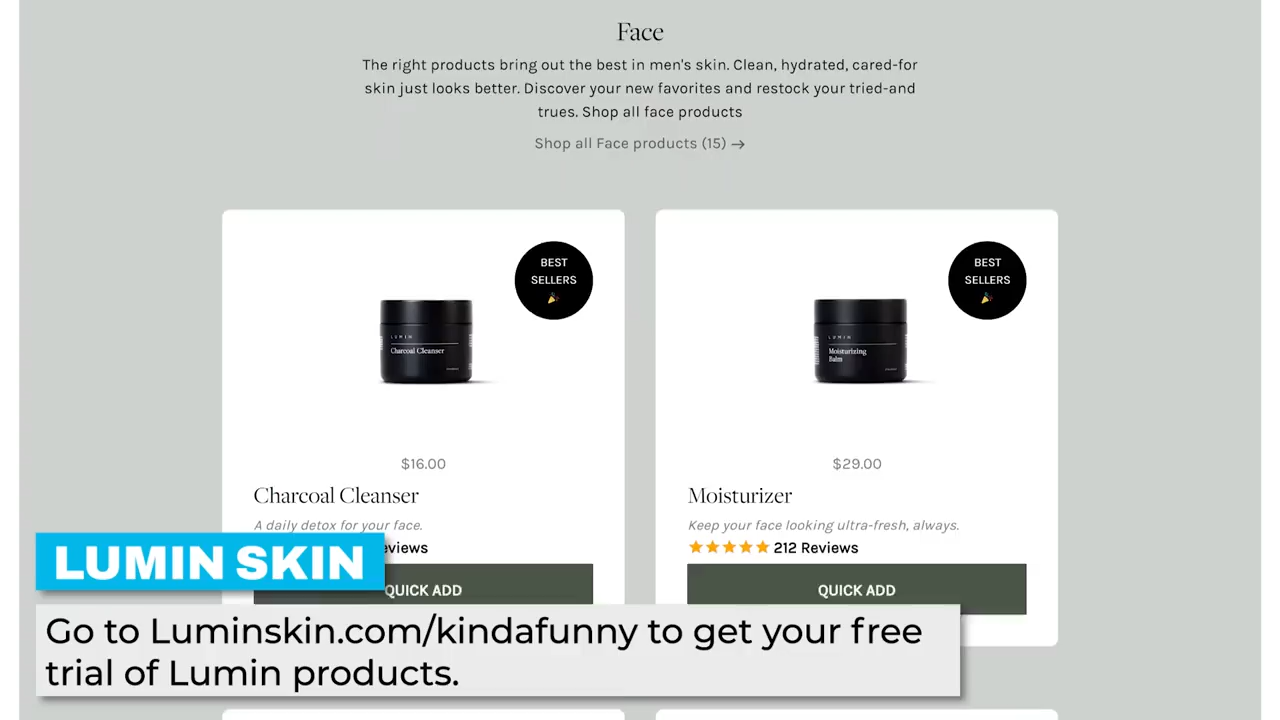 Face
The right products bring out the best in men's skin. Clean, hydrated, cared-for
skin just looks better. Discover your new favorites and restock your tried-and
trues. Shop all face products
Shop all Face products (15) →
BEST
SELLERS
BEST
SELLERS
LUMIN
Charcoal Cleanser
LUMIN
Moisturizing
Balm
$16.00
$29.00
Charcoal Cleanser
Moisturizer
A daily detox for your face.
Keep your face looking ultra-fresh, always.
eviews
212 Reviews
QUICK ADD
QUICK ADD
LUMIN SKIN
Go to Luminskin.com/kindafunny to get your free
trial of Lumin products.